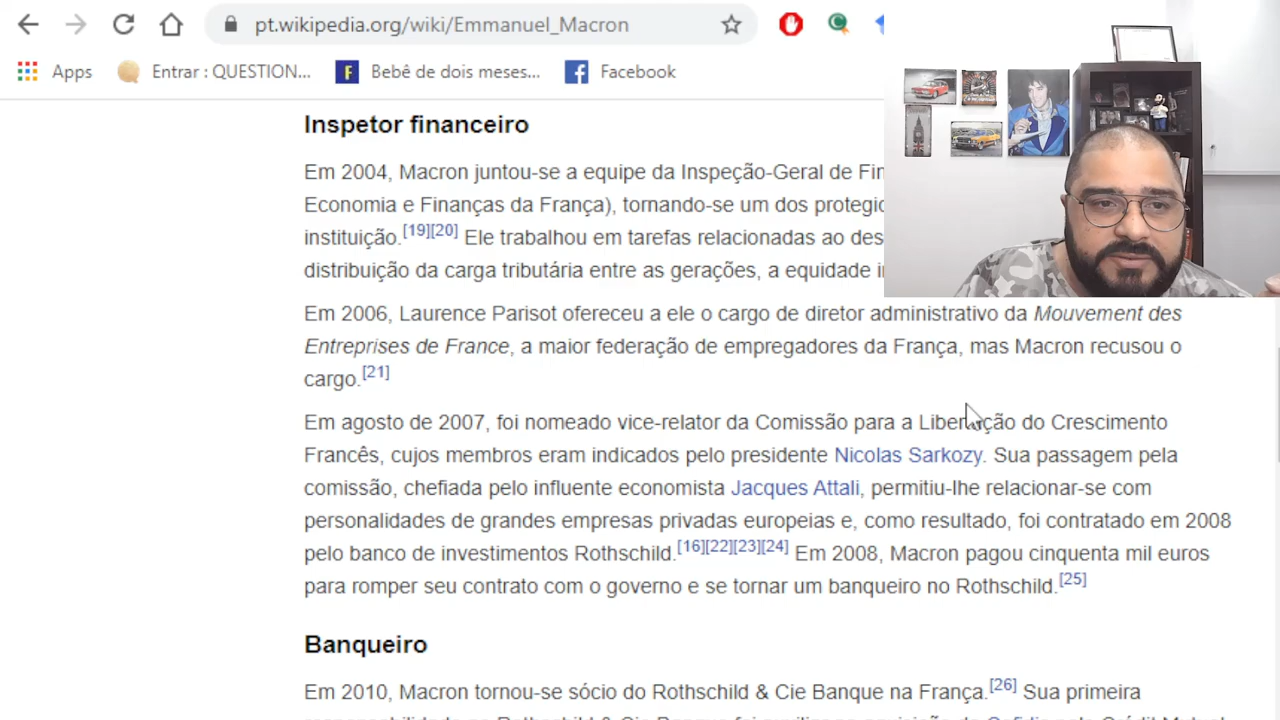 pt.wikipedia.org/wiki/Emmanuel_Macron
Apps Entrar : QUESTION... Bebê de dois meses... Facebook
Inspetor financeiro
Em 2004, Macron juntou-se a equipe da Inspeção-Geral de Fin
Economia e Finanças da França), tornando-se um dos protegio
instituição.[19][20] Ele trabalhou em tarefas relacionadas ao des
distribuição da carga tributária entre as gerações, a equidade in
Em 2006, Laurence Parisot ofereceu a ele o cargo de diretor administrativo da Mouvement des
Entreprises de France, a maior federação de empregadores da França, mas Macron recusou o
cargo.[21]
Em agosto de 2007, foi nomeado vice-relator da Comissão para a Liberação do Crescimento
Francês, cujos membros eram indicados pelo presidente Nicolas Sarkozy. Sua passagem pela
comissão, chefiada pelo influente economista Jacques Attali, permitiu-lhe relacionar-se com
personalidades de grandes empresas privadas europeias e, como resultado, foi contratado em 2008
pelo banco de investimentos Rothschild.[16][22][23][24] Em 2008, Macron pagou cinquenta mil euros
para romper seu contrato com o governo e se tornar um banqueiro no Rothschild.[25]
Banqueiro
Em 2010, Macron tornou-se sócio do Rothschild & Cie Banque na França.[26] Sua primeira